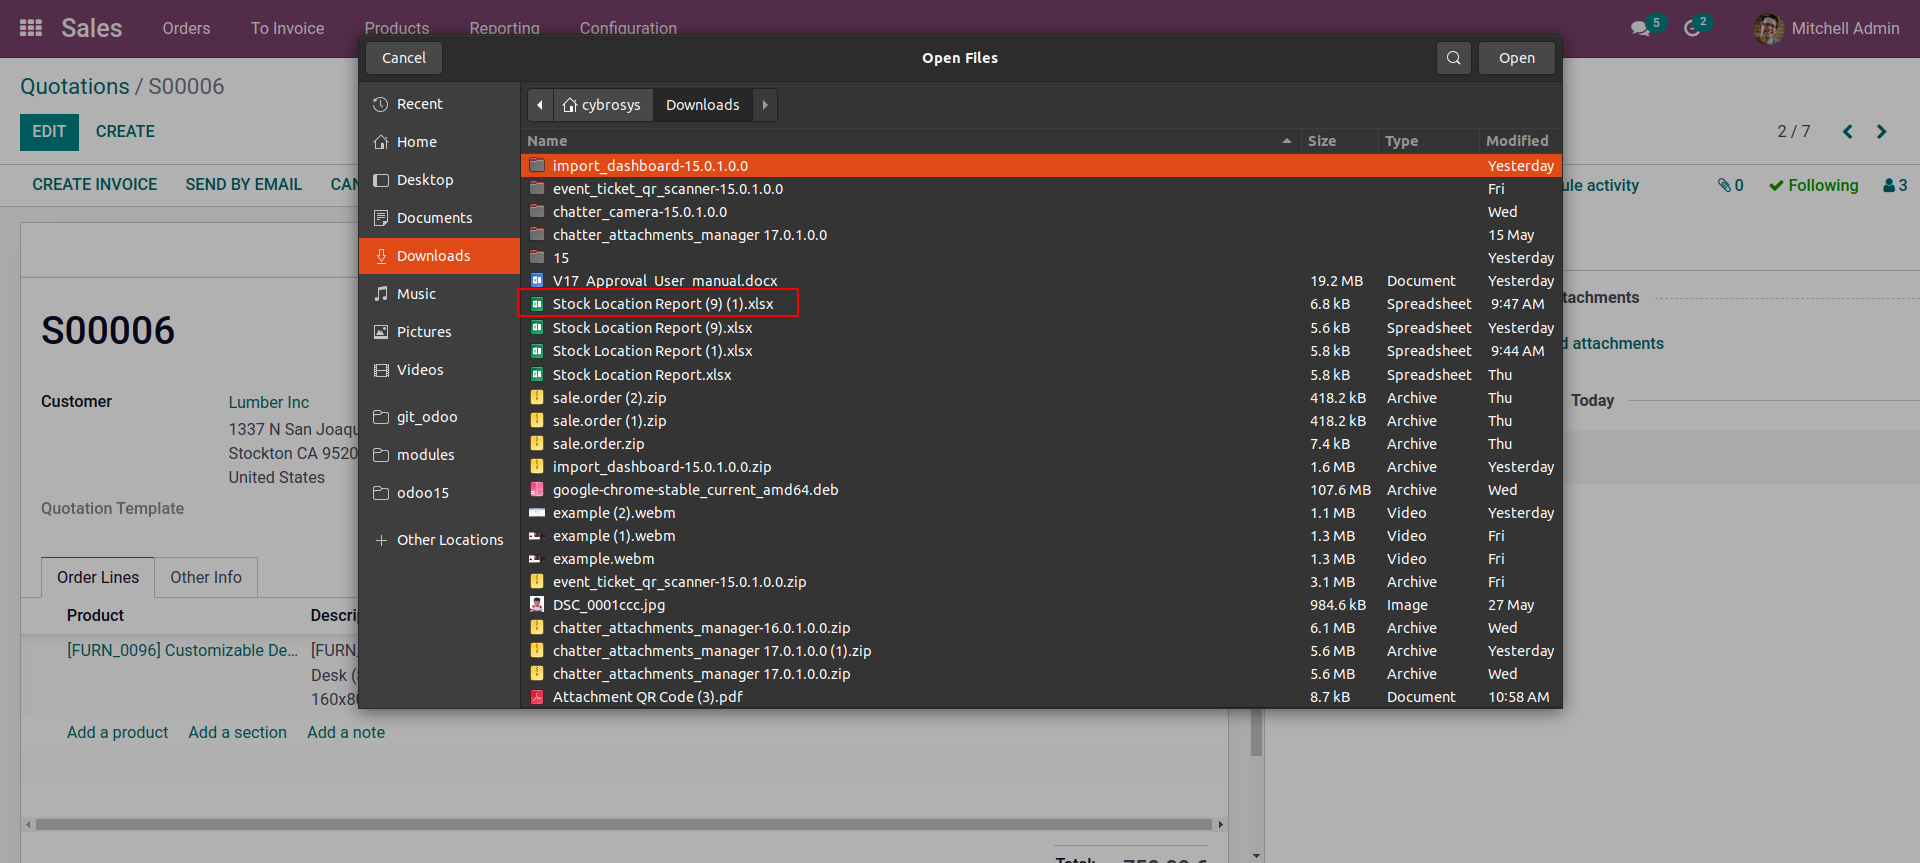 Sales Orders To Invoice Products Reporting Configuration 5 2 Mitchell Admin
Cancel Open Files Open
Quotations / S00006
EDIT CREATE
2 / 7
CREATE INVOICE SEND BY EMAIL
0 Following 3
activity
S00006
Customer Lumber Inc
1337 N San
Stockton CA
United States
Quotation Template
Order Lines Other Info
Product
[FURN_0096] Customizable De...
Desk
Add a product Add a section Add a note
Recent
Home
Desktop
Documents
Downloads
Music
Pictures
Videos
git_odoo
modules
odoo15
Other Locations
cybrosys Downloads
Name Size Type Modified
import_dashboard-15.0.1.0.0 Yesterday
event_ticket_qr_scanner-15.0.1.0.0 Fri
chatter_camera-15.0.1.0.0 Wed
chatter_attachments_manager 17.0.1.0.0 15 May
15 Yesterday
V17_Approval_User_manual.docx 19.2 MB Document Yesterday
Stock Location Report (9) (1).xlsx 6.8 kB Spreadsheet 9:47 AM
Stock Location Report (9).xlsx 5.6 kB Spreadsheet Yesterday
Stock Location Report (1).xlsx 5.8 kB Spreadsheet 9:44 AM
Stock Location Report.xlsx 5.8 kB Spreadsheet Thu
sale.order (2).zip 418.2 kB Archive Thu
sale.order (1).zip 418.2 kB Archive Thu
sale.order.zip 7.4 kB Archive Thu
import_dashboard-15.0.1.0.0.zip 1.6 MB Archive Yesterday
google-chrome-stable_current_amd64.deb 107.6 MB Archive Wed
example (2).webm 1.1 MB Video Yesterday
example (1).webm 1.3 MB Video Fri
example.webm 1.3 MB Video Fri
event_ticket_qr_scanner-15.0.1.0.0.zip 3.1 MB Archive Fri
DSC_0001ccc.jpg 984.6 kB Image 27 May
chatter_attachments_manager-16.0.1.0.0.zip 6.1 MB Archive Wed
chatter_attachments_manager 17.0.1.0.0 (1).zip 5.6 MB Archive Yesterday
chatter_attachments_manager 17.0.1.0.0.zip 5.6 MB Archive Wed
Attachment QR Code (3).pdf 8.7 kB Document 10:58 AM
attachments
Today